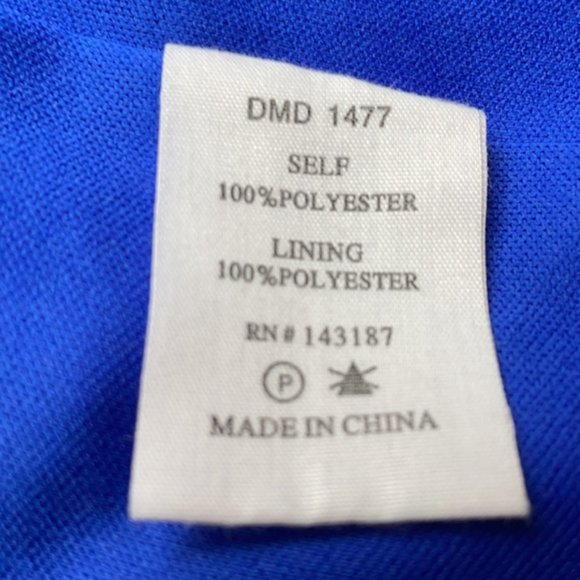 DMD 1477
SELF
100%POLYESTER
LINING
100%POLYESTER
RN # 143187
P
MADE IN CHINA